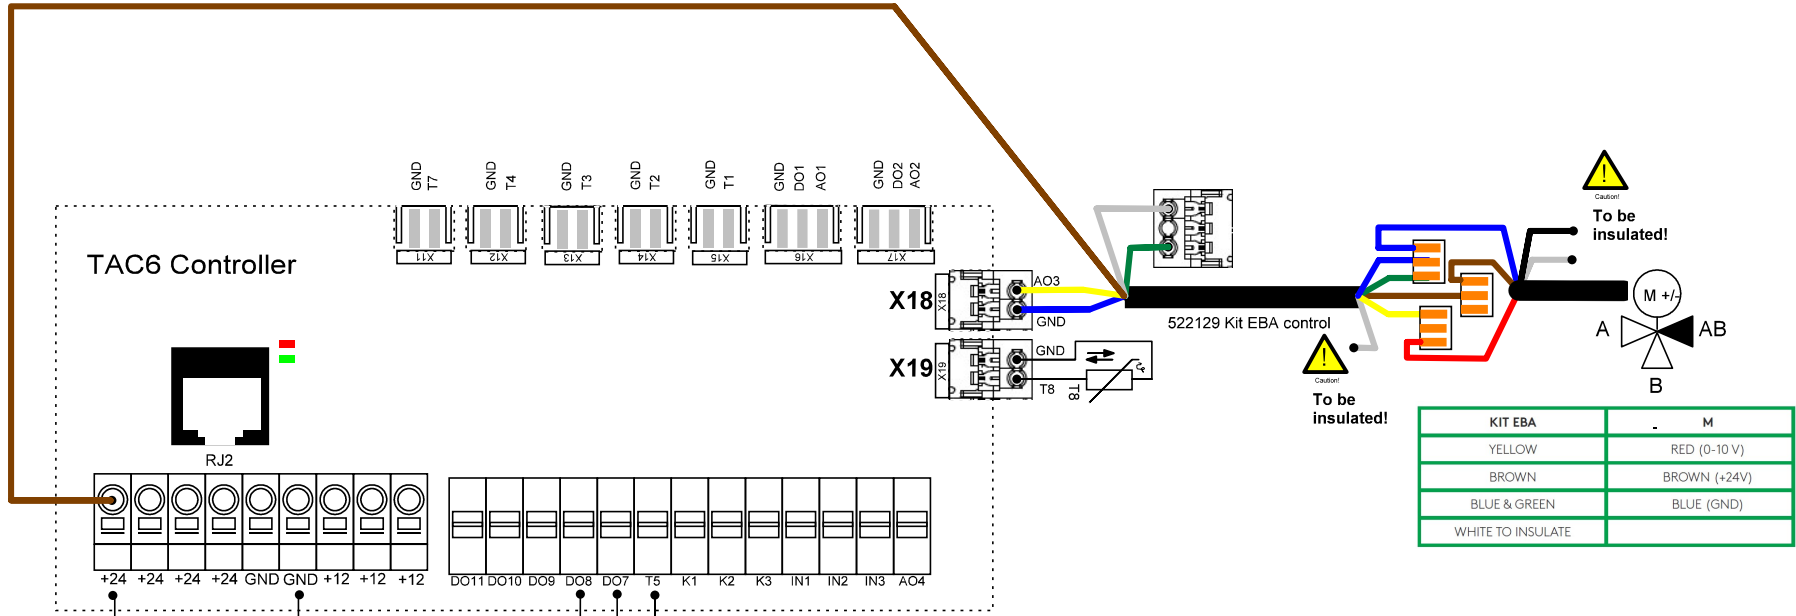 GND T7
GND T4
GND T3
GND T2
GND T1
GND DO1 AO1
GND DO2 AO2
X11 X12 X13 X14 X15 X16 X17
TAC6 Controller
RJ2
X18
X18
AO3
GND
X19
X19
GND
T8
T8
522129 Kit EBA control
!
Caution!
To be
insulated!
!
Caution!
To be
insulated!
M +/-
A
AB
B
KIT EBA - M
YELLOW RED (0-10 V)
BROWN BROWN (+24V)
BLUE & GREEN BLUE (GND)
WHITE TO INSULATE
+24 +24 +24 +24 GND GND +12 +12 +12
DO11 DO10 DO9 DO8 DO7 T5 K1 K2 K3 IN1 IN2 IN3 AO4